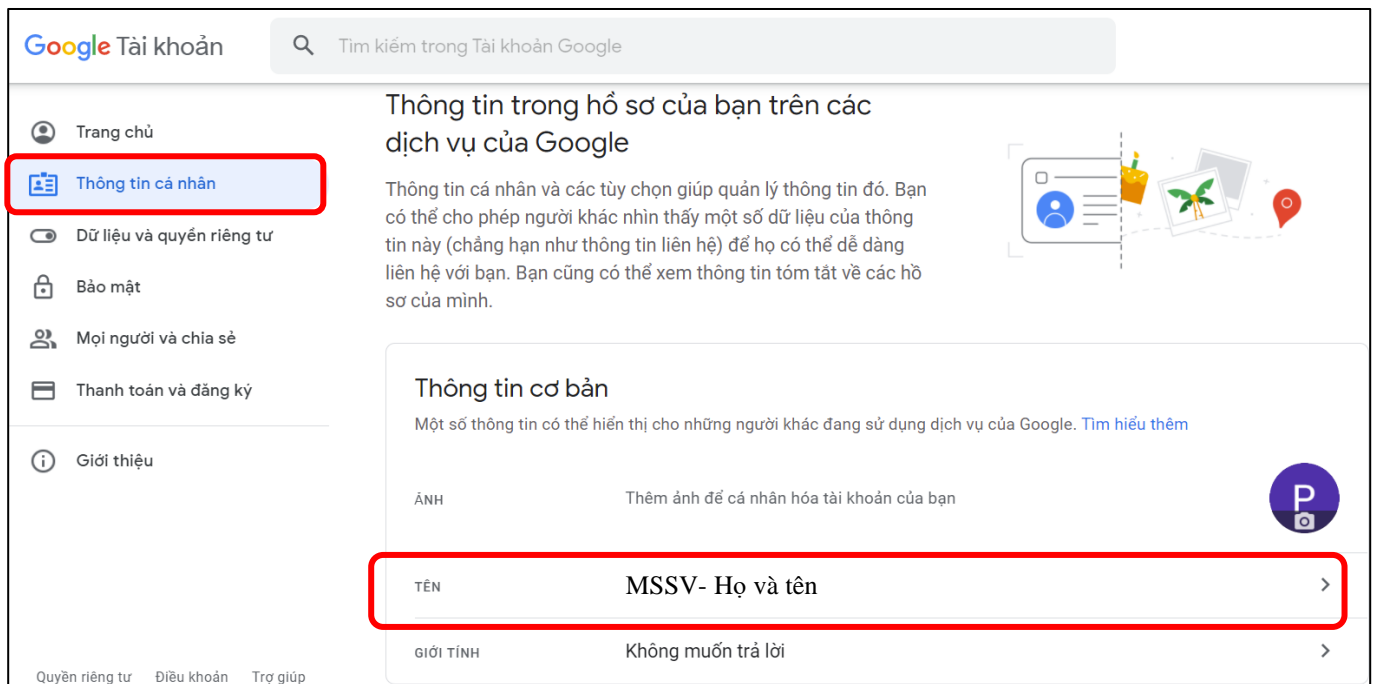 Google Tài khoản
Tìm kiếm trong Tài khoản Google
Trang chủ
Thông tin cá nhân
Dữ liệu và quyền riêng tư
Bảo mật
Mọi người và chia sẻ
Thanh toán và đăng ký
Giới thiệu
Quyền riêng tư Điều khoản Trợ giúp
Thông tin trong hồ sơ của bạn trên các
dịch vụ của Google
Thông tin cá nhân và các tùy chọn giúp quản lý thông tin đó. Bạn
có thể cho phép người khác nhìn thấy một số dữ liệu của thông
tin này (chẳng hạn như thông tin liên hệ) để họ có thể dễ dàng
liên hệ với bạn. Bạn cũng có thể xem thông tin tóm tắt về các hồ
sơ của mình.
Thông tin cơ bản
Một số thông tin có thể hiển thị cho những người khác đang sử dụng dịch vụ của Google. Tìm hiểu thêm
ẢNH Thêm ảnh để cá nhân hóa tài khoản của bạn P
TÊN MSSV- Họ và tên
GIỚI TÍNH Không muốn trả lời